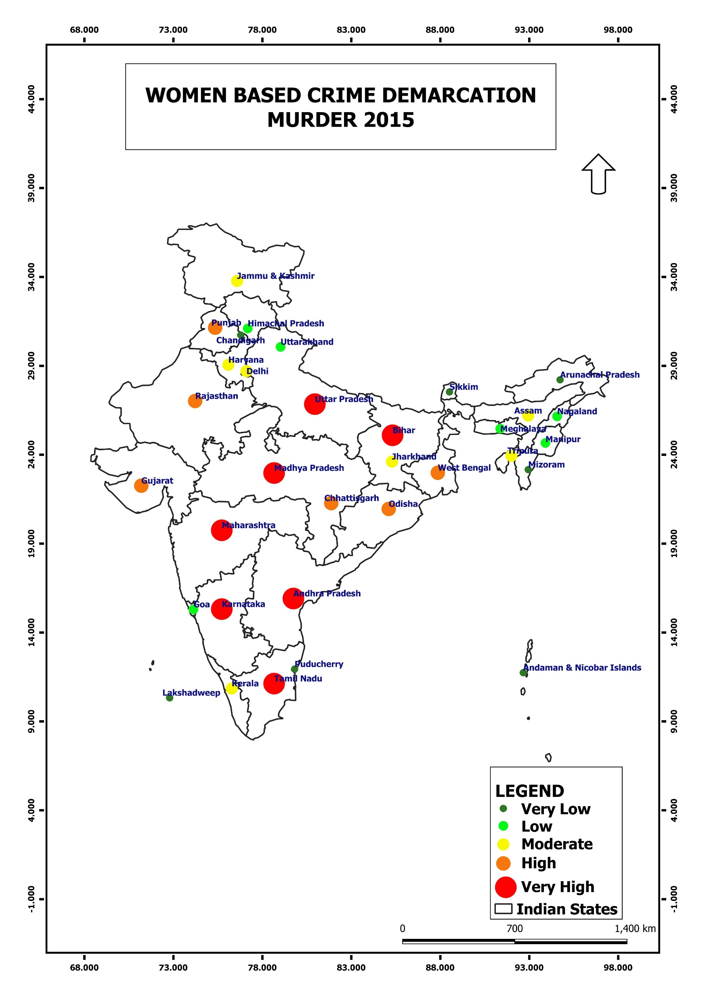 68.000 73.000 78.000 83.000 88.000 93.000 98.000
WOMEN BASED CRIME DEMARCATION
MURDER 2015
44.000 44.000
39.000 39.000
34.000 34.000
29.000 29.000
24.000 24.000
19.000 19.000
14.000 14.000
9.000 9.000
4.000 4.000
-1.000 -1.000
Jammu & Kashmir
Punjab
Himachal Pradesh
Chandigarh
Uttarakhand
Haryana
Delhi
Arunachal Pradesh
Sikkim
Rajasthan
Uttar Pradesh
Assam
Nagaland
Bihar
Meghalaya
Manipur
Tripura
Jharkhand
Mizoram
Madhya Pradesh
West Bengal
Gujarat
Chhattisgarh
Odisha
Maharashtra
Andhra Pradesh
Goa
Karnataka
Puducherry
Andaman & Nicobar Islands
Tamil Nadu
Kerala
Lakshadweep
LEGEND
Very Low
Low
Moderate
High
Very High
Indian States
0 700 1,400 km
68.000 73.000 78.000 83.000 88.000 93.000 98.000